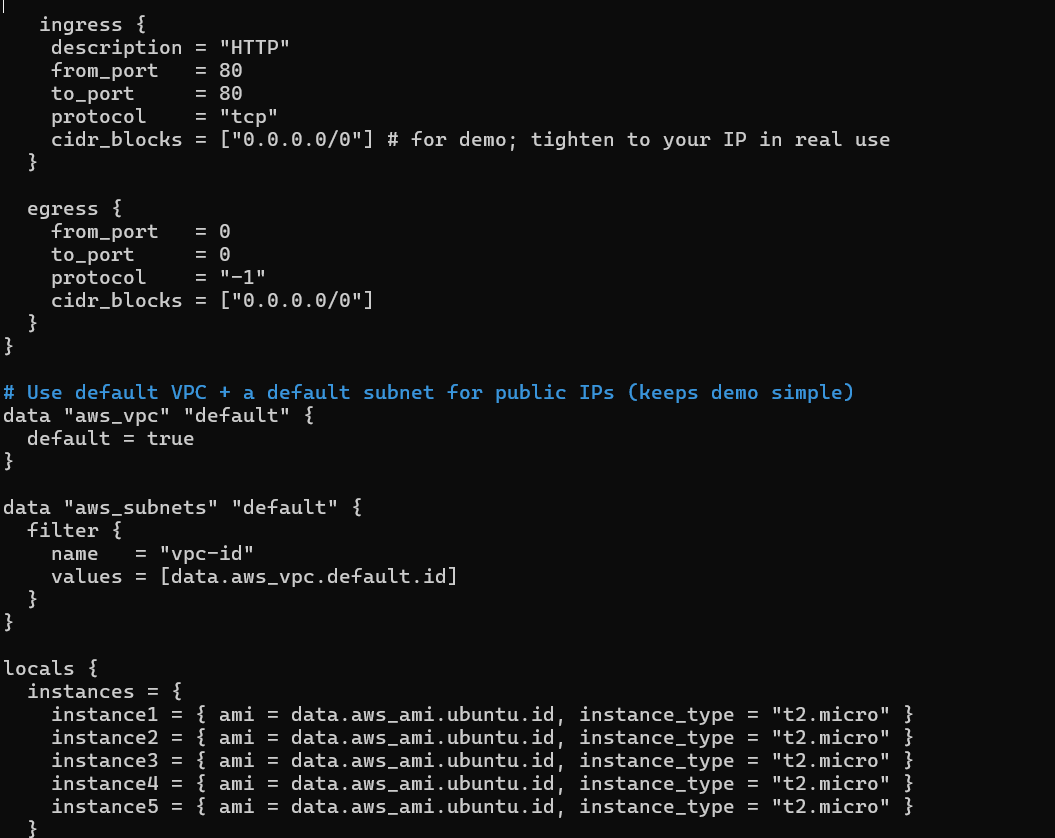 ingress {
description = "HTTP"
from_port   = 80
to_port     = 80
protocol    = "tcp"
cidr_blocks = ["0.0.0.0/0"] # for demo; tighten to your IP in real use
}
egress {
from_port   = 0
to_port     = 0
protocol    = "-1"
cidr_blocks = ["0.0.0.0/0"]
}
}
# Use default VPC + a default subnet for public IPs (keeps demo simple)
data "aws_vpc" "default" {
default = true
}
data "aws_subnets" "default" {
filter {
name   = "vpc-id"
values = [data.aws_vpc.default.id]
}
}
locals {
instances = {
instance1 = { ami = data.aws_ami.ubuntu.id, instance_type = "t2.micro" }
instance2 = { ami = data.aws_ami.ubuntu.id, instance_type = "t2.micro" }
instance3 = { ami = data.aws_ami.ubuntu.id, instance_type = "t2.micro" }
instance4 = { ami = data.aws_ami.ubuntu.id, instance_type = "t2.micro" }
instance5 = { ami = data.aws_ami.ubuntu.id, instance_type = "t2.micro" }
}